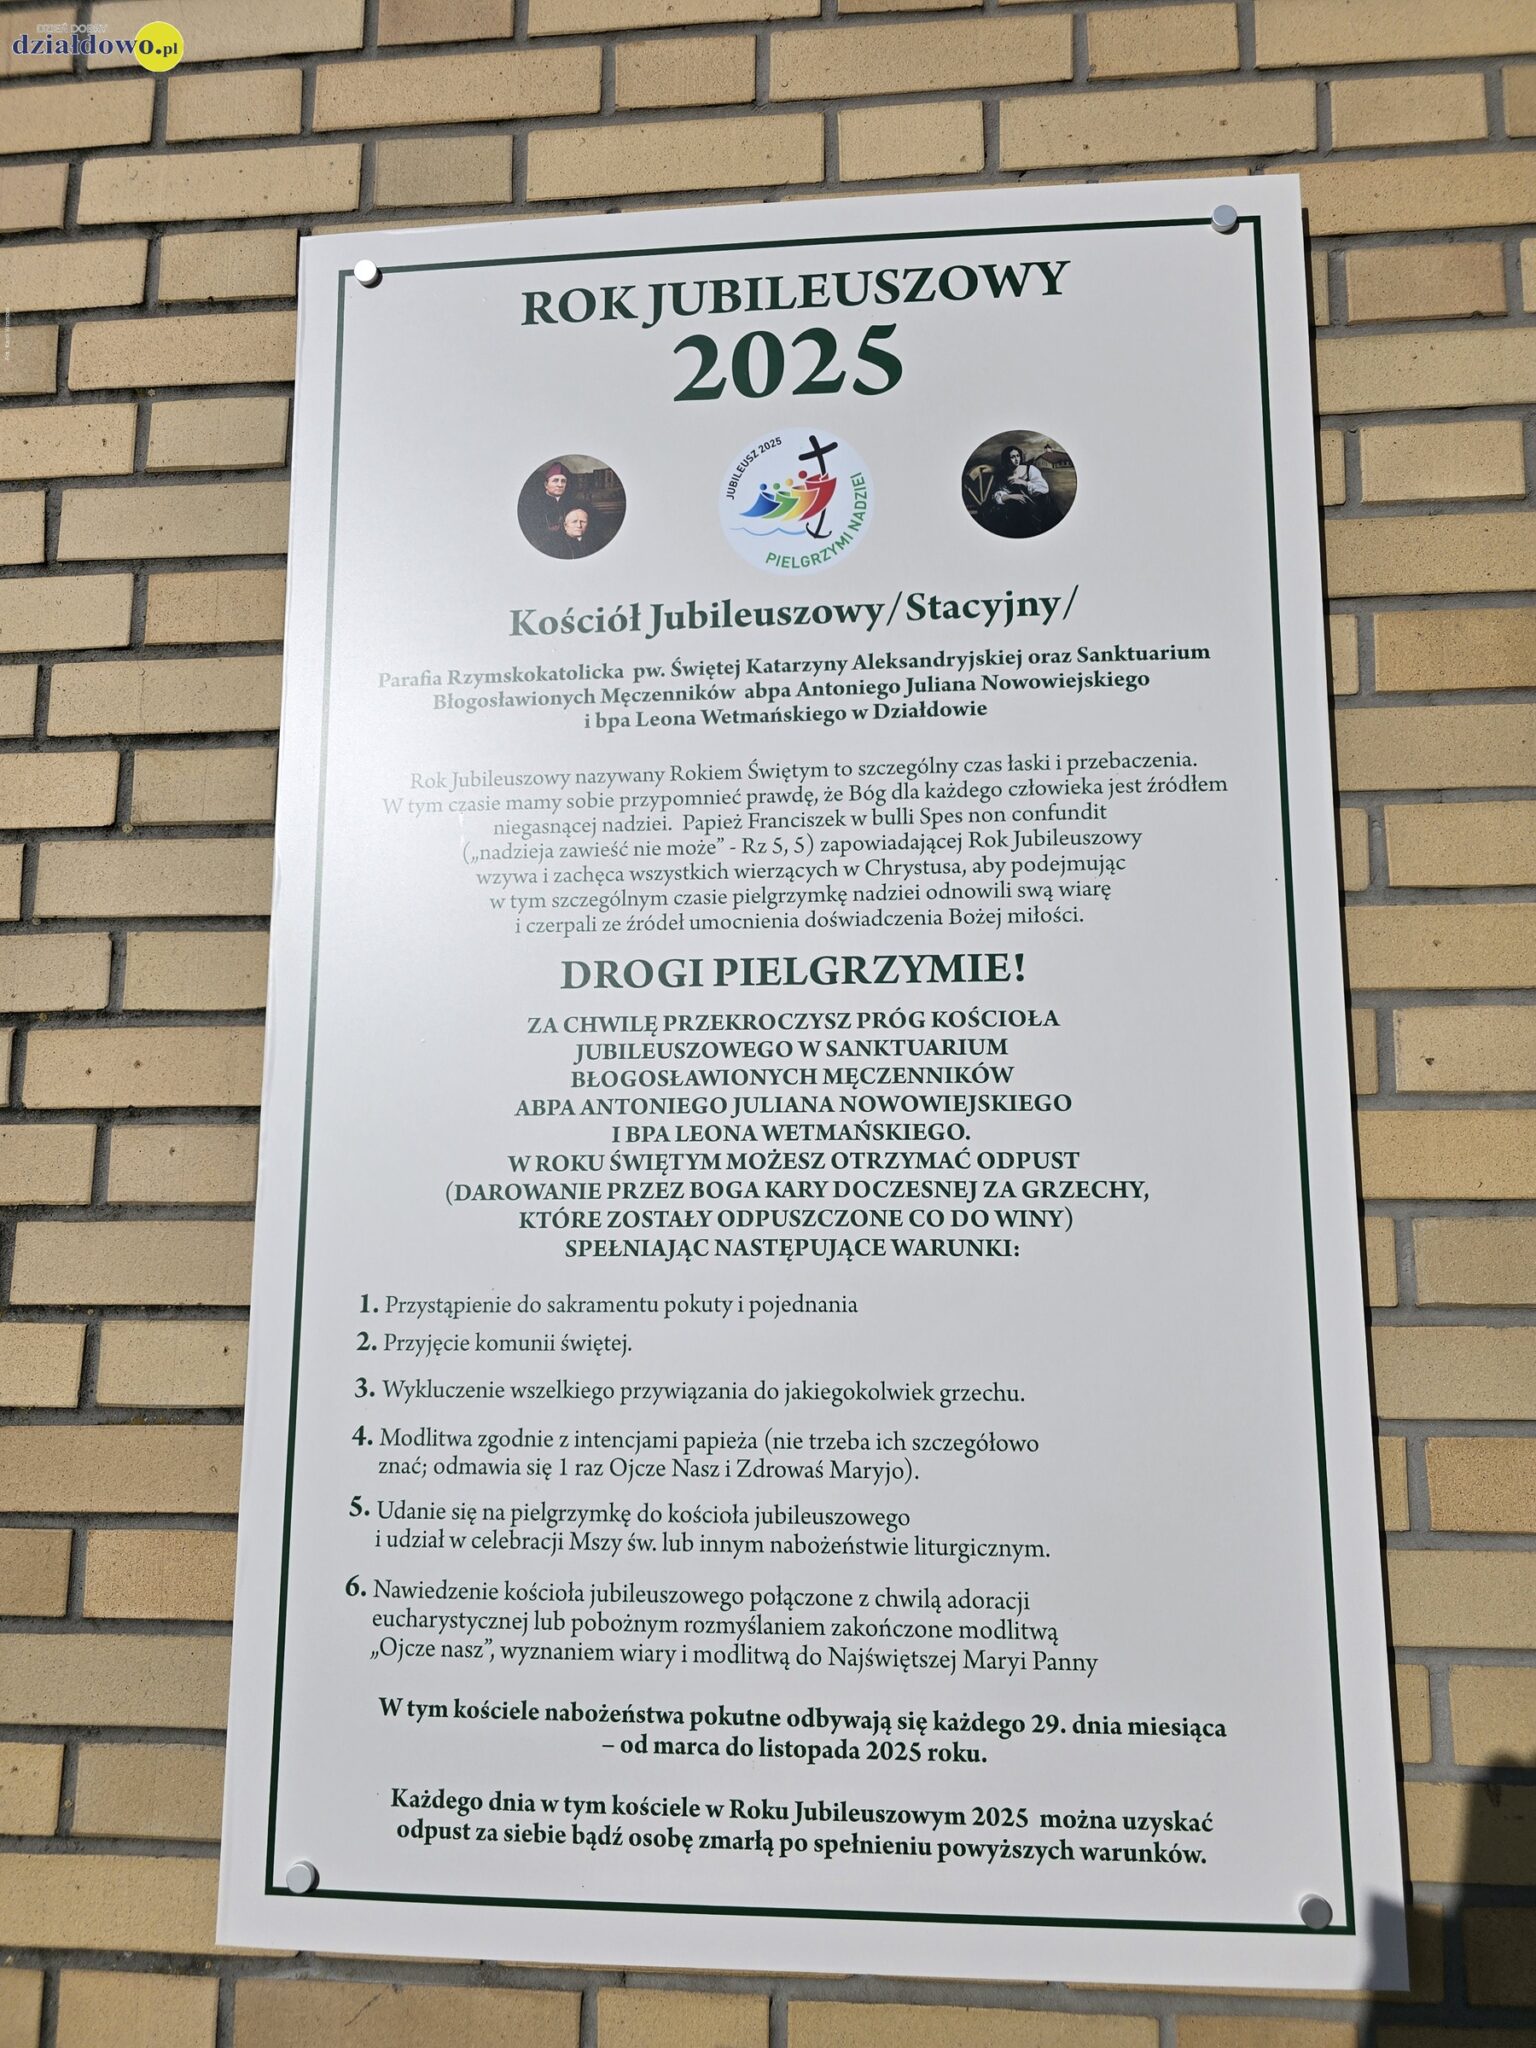 DZIEŃ DOBRY
działdowo.pl
ROK JUBILEUSZOWY
2025
JUBILEUSZ 2025
PIELGRZYMI NADZIEI
Kościół Jubileuszowy/Stacyjny/
Parafia Rzymskokatolicka pw. Świętej Katarzyny Aleksandryjskiej oraz Sanktuarium
Błogosławionych Męczenników abpa Antoniego Juliana Nowowiejskiego
i bpa Leona Wetmańskiego w Działdowie
Rok Jubileuszowy nazywany Rokiem Świętym to szczególny czas łaski i przebaczenia.
W tym czasie mamy sobie przypomnieć prawdę, że Bóg dla każdego człowieka jest źródłem
niegasnącej nadziei. Papież Franciszek w bulli Spes non confundit
(„nadzieja zawieść nie może” - Rz 5, 5) zapowiadającej Rok Jubileuszowy
wzywa i zachęca wszystkich wierzących w Chrystusa, aby podejmując
w tym szczególnym czasie pielgrzymkę nadziei odnowili swą wiarę
i czerpali ze źródeł umocnienia doświadczenia Bożej miłości.
DROGI PIELGRZYMIE!
ZA CHWILĘ PRZEKROCZYSZ PRÓG KOŚCIOŁA
JUBILEUSZOWEGO W SANKTUARIUM
BŁOGOSŁAWIONYCH MĘCZENNIKÓW
ABPA ANTONIEGO JULIANA NOWOWIEJSKIEGO
I BPA LEONA WETMAŃSKIEGO.
W ROKU ŚWIĘTYM MOŻESZ OTRZYMAĆ ODPUST
(DAROWANIE PRZEZ BOGA KARY DOCZESNEJ ZA GRZECHY,
KTÓRE ZOSTAŁY ODPUSZCZONE CO DO WINY)
SPEŁNIAJĄC NASTĘPUJĄCE WARUNKI:
1. Przystąpienie do sakramentu pokuty i pojednania
2. Przyjęcie komunii świętej.
3. Wykluczenie wszelkiego przywiązania do jakiegokolwiek grzechu.
4. Modlitwa zgodnie z intencjami papieża (nie trzeba ich szczegółowo
znać; odmawia się 1 raz Ojcze Nasz i Zdrowaś Maryjo).
5. Udanie się na pielgrzymkę do kościoła jubileuszowego
i udział w celebracji Mszy św. lub innym nabożeństwie liturgicznym.
6. Nawiedzenie kościoła jubileuszowego połączone z chwilą adoracji
eucharystycznej lub pobożnym rozmyślaniem zakończone modlitwą
„Ojcze nasz”, wyznaniem wiary i modlitwą do Najświętszej Maryi Panny
W tym kościele nabożeństwa pokutne odbywają się każdego 29. dnia miesiąca
– od marca do listopada 2025 roku.
Każdego dnia w tym kościele w Roku Jubileuszowym 2025 można uzyskać
odpust za siebie bądź osobę zmarłą po spełnieniu powyższych warunków.